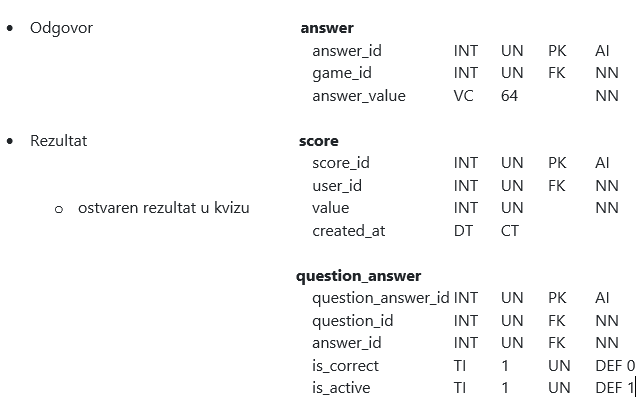 • Odgovor answer
answer_id INT UN PK AI
game_id INT UN FK NN
answer_value VC 64 NN
• Rezultat score
score_id INT UN PK AI
user_id INT UN FK NN
o ostvaren rezultat u kvizu value INT UN NN
created_at DT CT
question_answer
question_answer_id INT UN PK AI
question_id INT UN FK NN
answer_id INT UN FK NN
is_correct TI 1 UN DEF 0
is_active TI 1 UN DEF 1